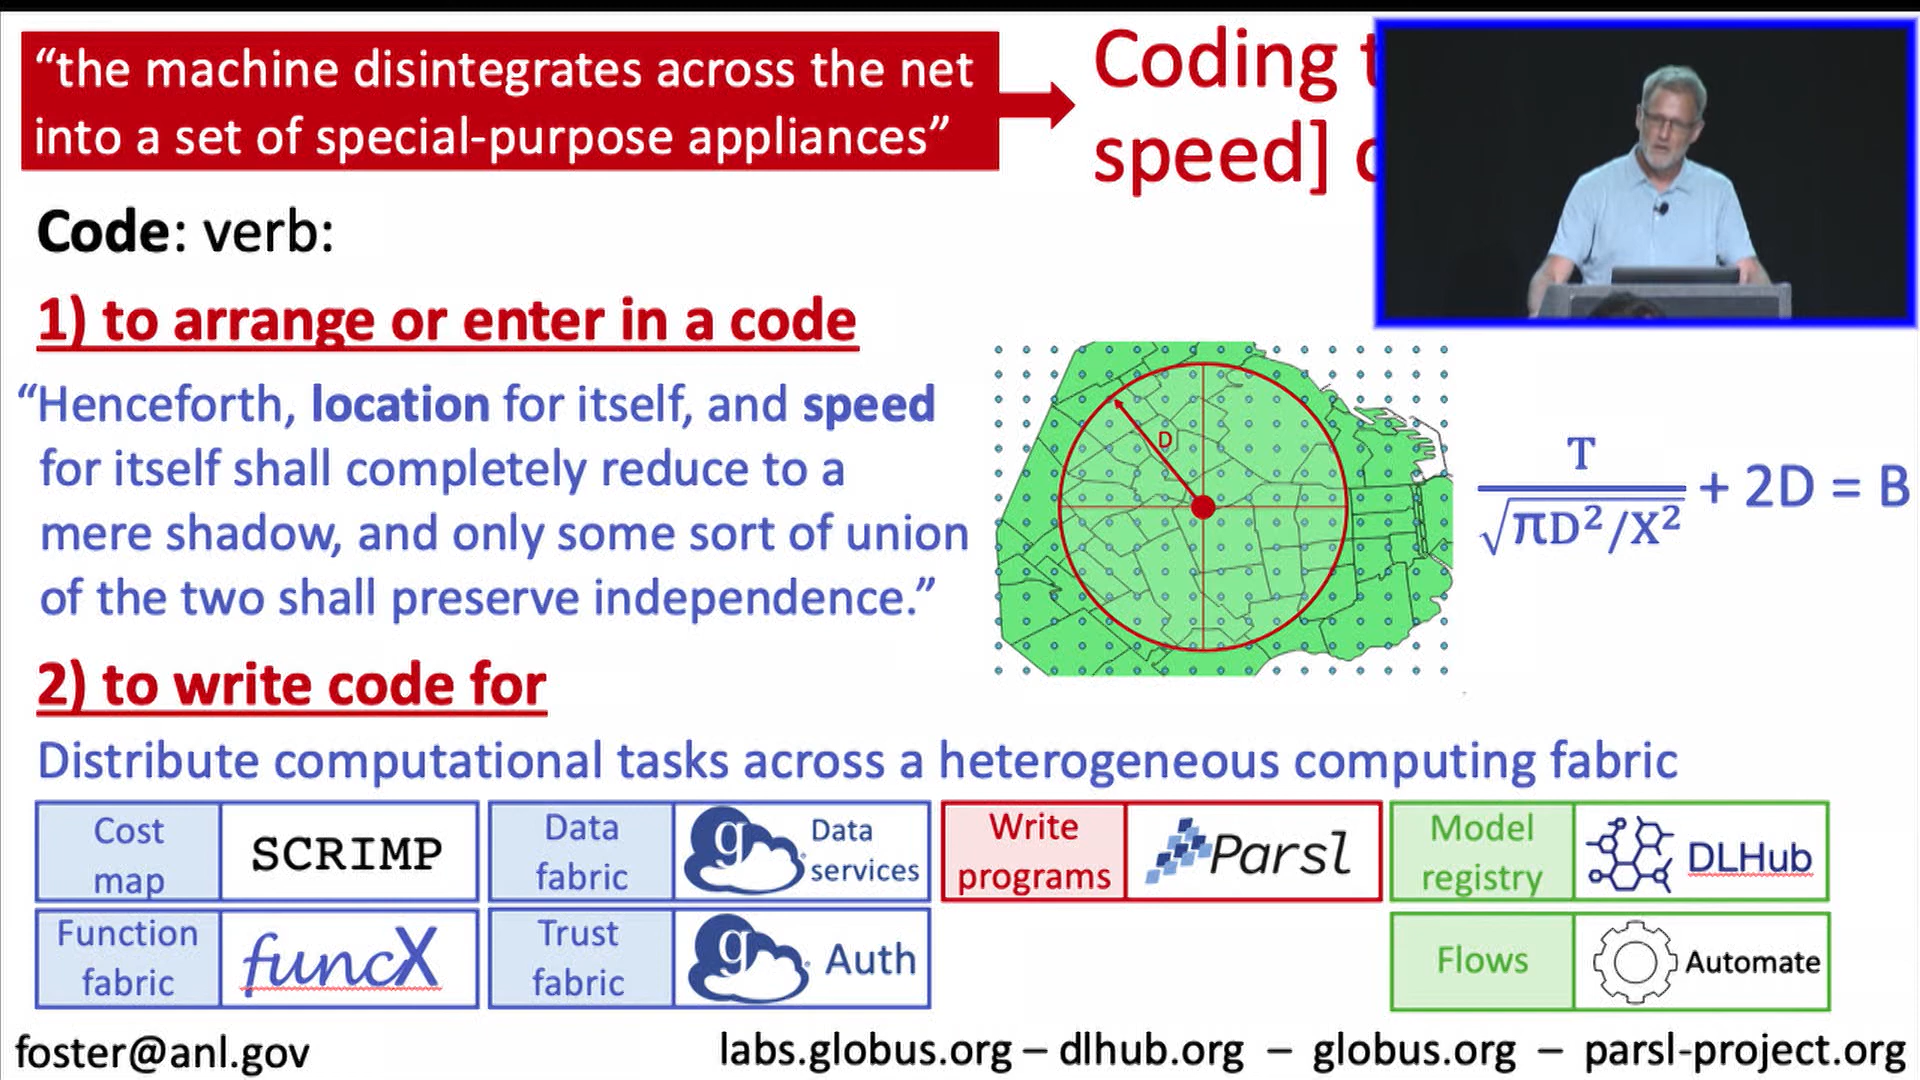 “the machine disintegrates across the net
into a set of special-purpose appliances”
Coding
speed]
Code: verb:
1) to arrange or enter in a code
“Henceforth, location for itself, and speed
for itself shall completely reduce to a
mere shadow, and only some sort of union
of the two shall preserve independence.”
D
T
√πD²/X²
+ 2D = B
2) to write code for
Distribute computational tasks across a heterogeneous computing fabric
Cost
map
SCRIMP
Data
fabric
g
Data
services
Write
programs
Parsl
Model
registry
DLHub
Function
fabric
funcX
Trust
fabric
g
Auth
Flows
Automate
foster@anl.gov
labs.globus.org – dlhub.org – globus.org – parsl-project.org